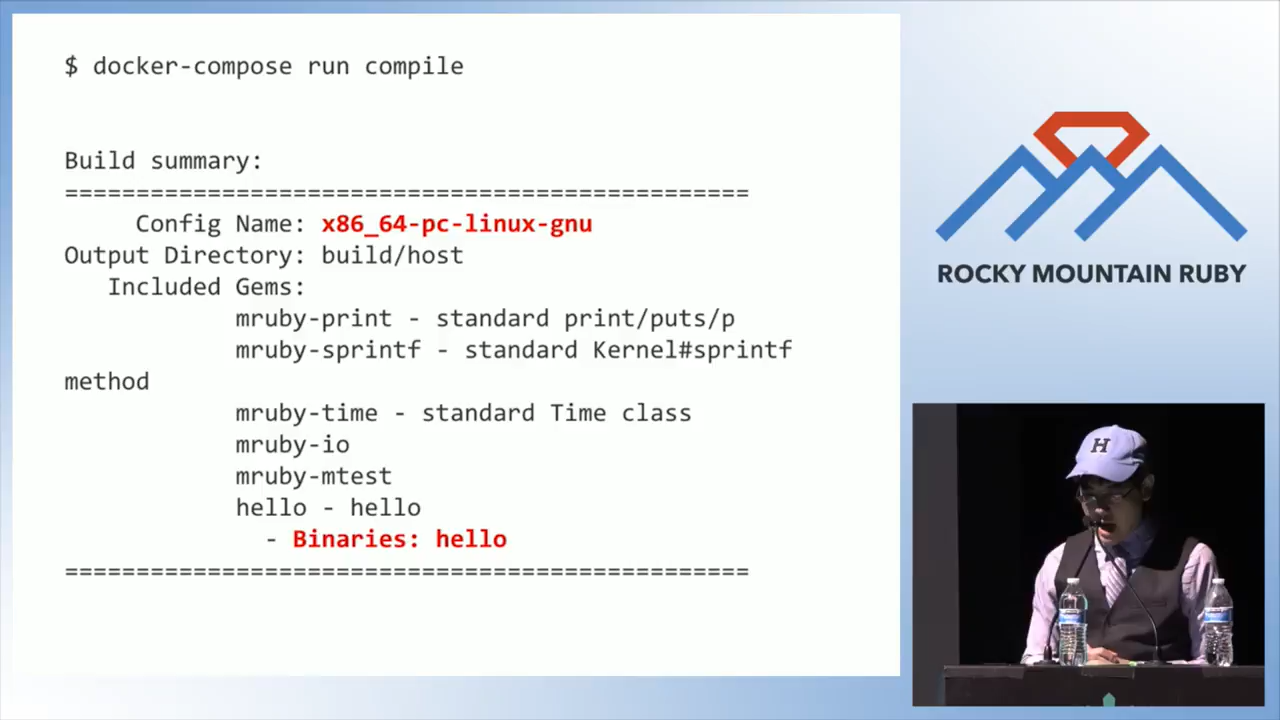 $ docker-compose run compile
Build summary:
================================================
Config Name: x86_64-pc-linux-gnu
Output Directory: build/host
Included Gems:
mruby-print - standard print/puts/p
mruby-sprintf - standard Kernel#sprintf
method
mruby-time - standard Time class
mruby-io
mruby-mtest
hello - hello
- Binaries: hello
================================================
ROCKY MOUNTAIN RUBY
H